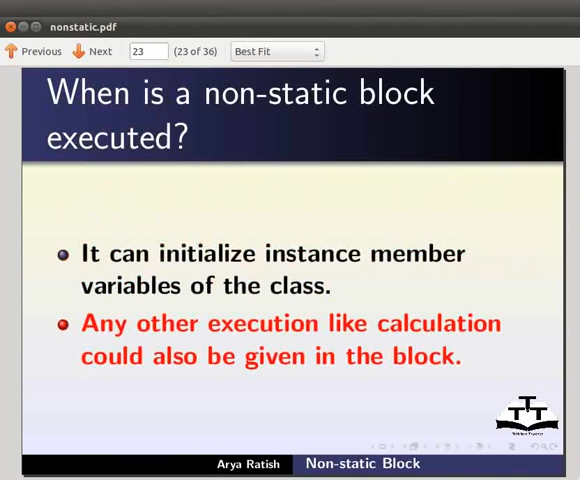 nonstatic.pdf
Previous Next 23 (23 of 36) Best Fit
When is a non-static block
executed?
It can initialize instance member
variables of the class.
Any other execution like calculation
could also be given in the block.
Arya Ratish Non-static Block